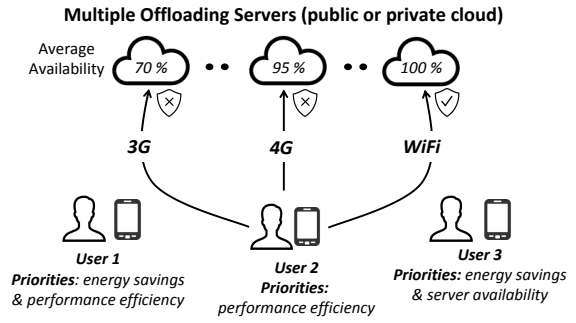 Multiple Offloading Servers (public or private cloud)
Average
Availability
70 %
95 %
100 %
3G
4G
WiFi
User 1
Priorities: energy savings
& performance efficiency
User 2
Priorities:
performance efficiency
User 3
Priorities: energy savings
& server availability